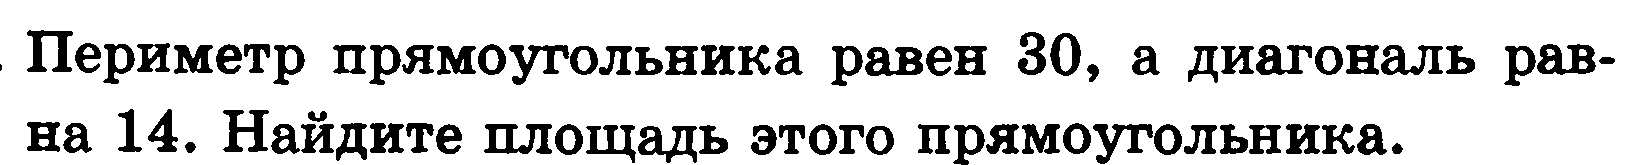 Периметр прямоугольника равен 30, а диагональ рав-
на 14. Найдите площадь этого прямоугольника.